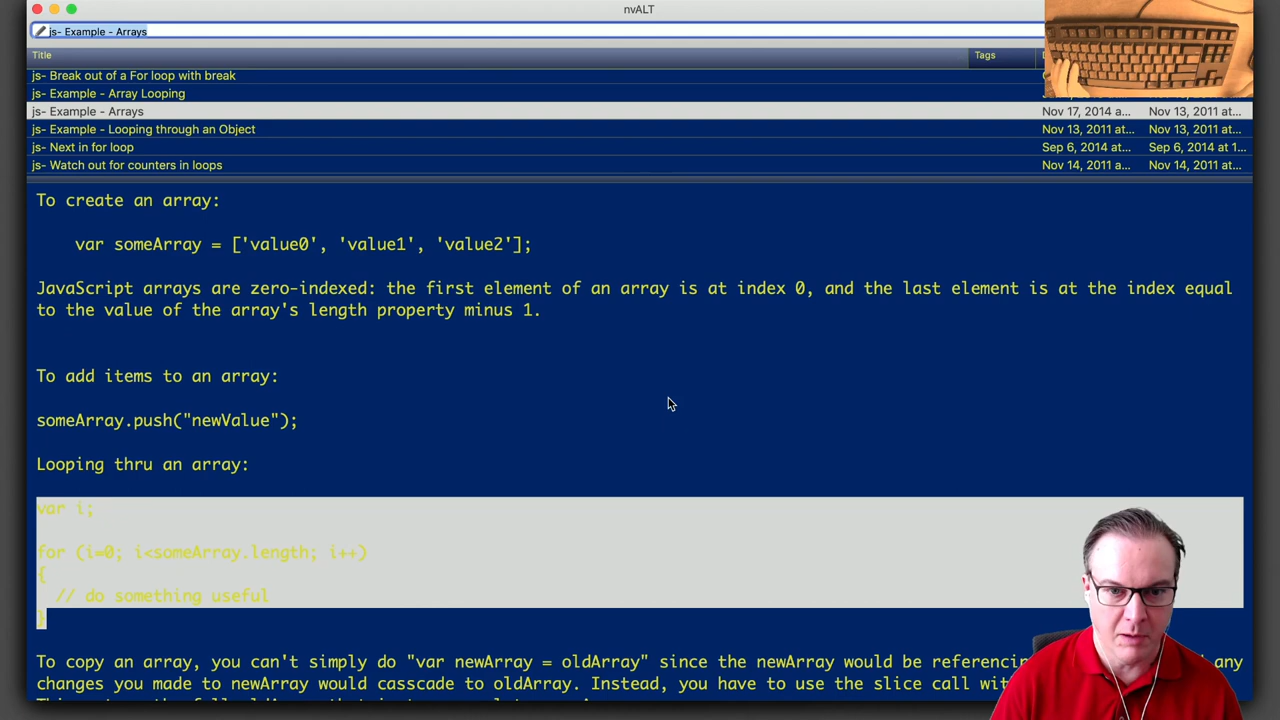 nvALT
js- Example - Arrays
Title Tags
js- Break out of a For loop with break
js- Example - Array Looping
js- Example - Arrays Nov 17, 2014 a... Nov 13, 2011 at...
js- Example - Looping through an Object Nov 13, 2011 at... Nov 13, 2011 at...
js- Next in for loop Sep 6, 2014 at... Sep 6, 2014 at 1...
js- Watch out for counters in loops Nov 14, 2011 a... Nov 14, 2011 at...
To create an array:
var someArray = ['value0', 'value1', 'value2'];
JavaScript arrays are zero-indexed: the first element of an array is at index 0, and the last element is at the index equal
to the value of the array's length property minus 1.
To add items to an array:
someArray.push("newValue");
Looping thru an array:
var i;
for (i=0; i<someArray.length; i++)
{
// do something useful
}
To copy an array, you can't simply do "var newArray = oldArray" since the newArray would be referencin any
changes you made to newArray would casscade to oldArray. Instead, you have to use the slice call wit